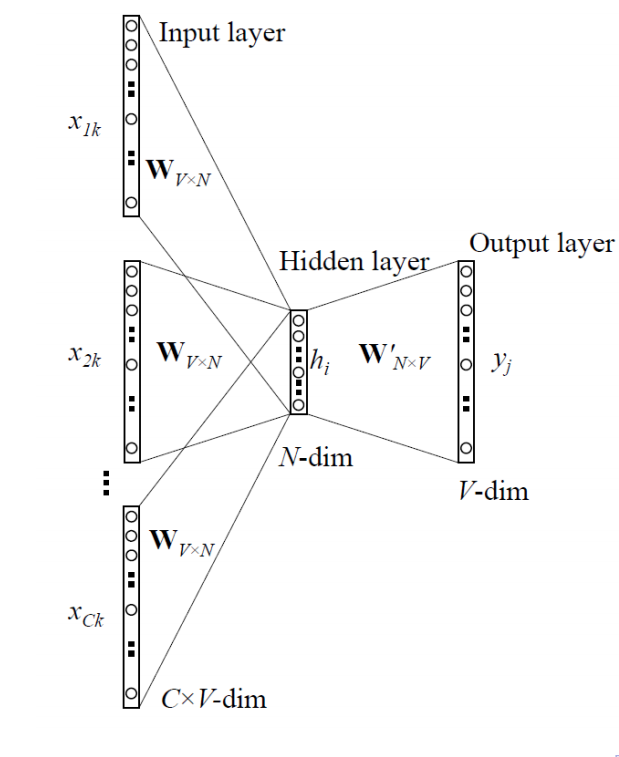 Input layer
x1k
WV×N
Hidden layer
Output layer
x2k
WV×N
hi
W'N×V
yj
N-dim
V-dim
WV×N
xCk
C×V-dim